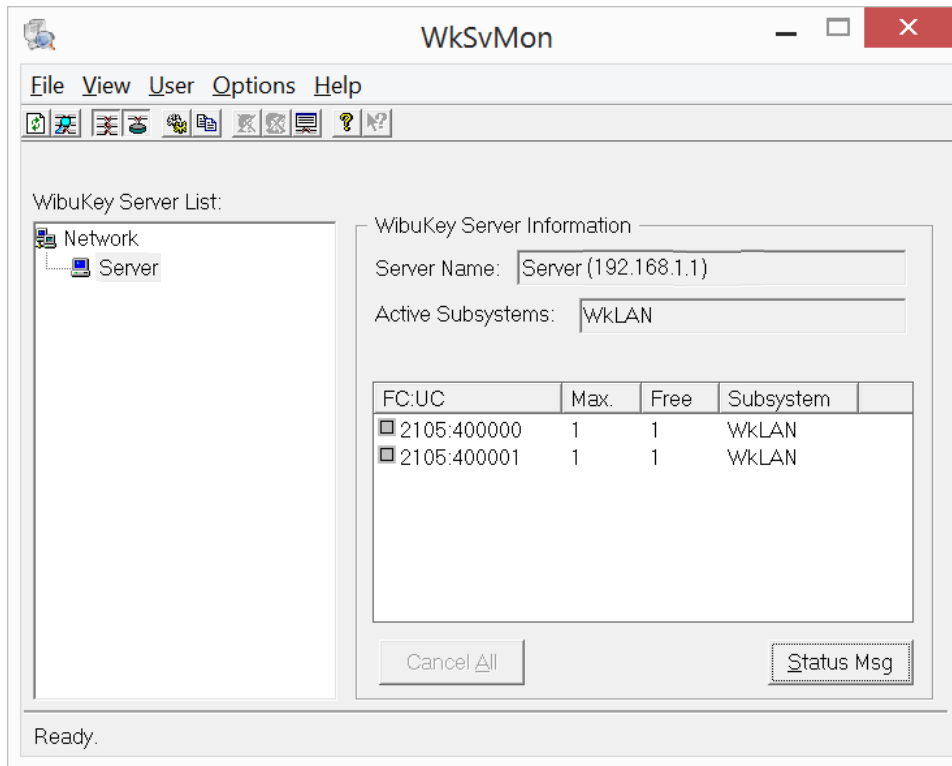 WkSvMon
File View User Options Help
WibuKey Server List:
Network
Server
WibuKey Server Information
Server Name: Server (192.168.1.1)
Active Subsystems: WkLAN
FC:UC Max. Free Subsystem
2105:400000 1 1 WkLAN
2105:400001 1 1 WkLAN
Cancel All Status Msg
Ready.